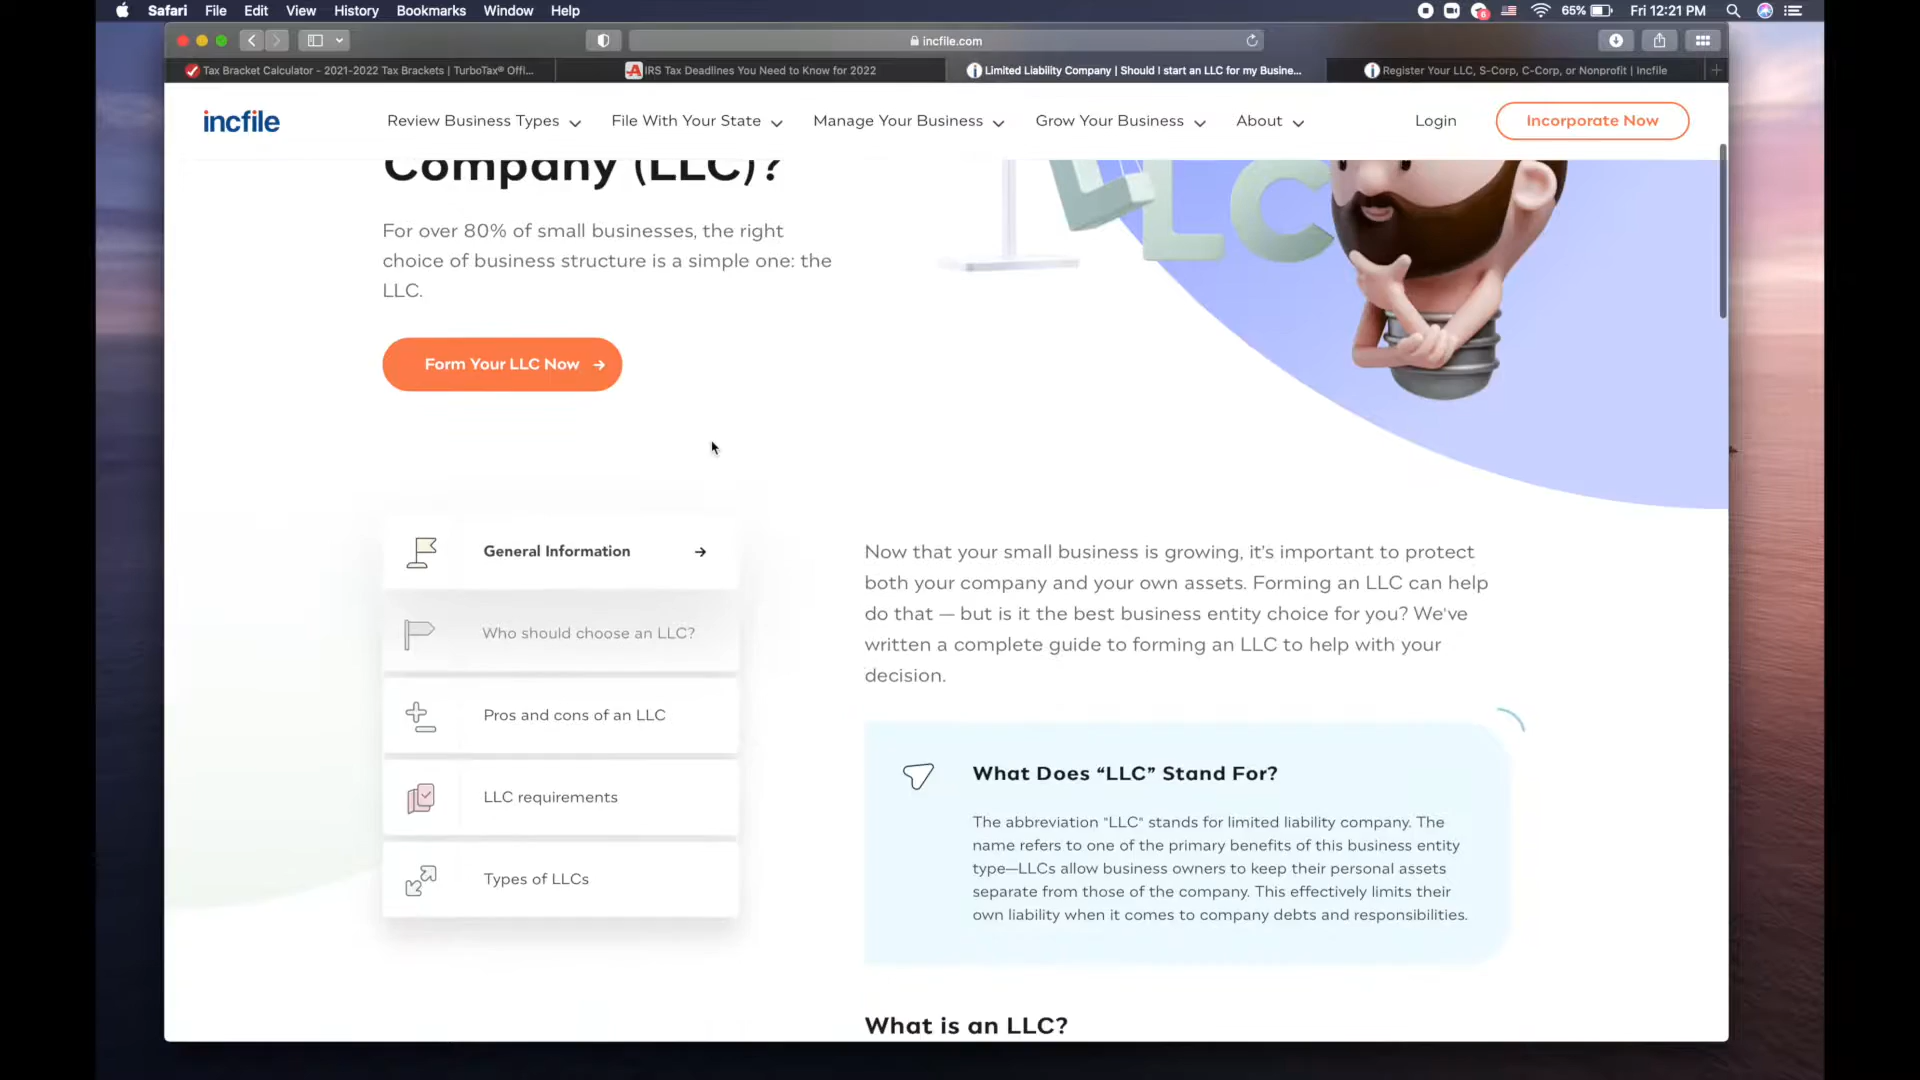 Safari File Edit View History Bookmarks Window Help 65% Fri 12:21 PM
incfile.com
Tax Bracket Calculator - 2021-2022 Tax Brackets | TurboTax® Offi...
IRS Tax Deadlines You Need to Know for 2022
Limited Liability Company | Should I start an LLC for my Busine...
Register Your LLC, S-Corp, C-Corp, or Nonprofit | Incfile
incfile
Review Business Types
File With Your State
Manage Your Business
Grow Your Business
About
Login
Incorporate Now
Company (LLC)?
For over 80% of small businesses, the right
choice of business structure is a simple one: the
LLC.
Form Your LLC Now
LLC
General Information
Who should choose an LLC?
Pros and cons of an LLC
LLC requirements
Types of LLCs
Now that your small business is growing, it's important to protect
both your company and your own assets. Forming an LLC can help
do that — but is it the best business entity choice for you? We've
written a complete guide to forming an LLC to help with your
decision.
What Does “LLC” Stand For?
The abbreviation "LLC" stands for limited liability company. The
name refers to one of the primary benefits of this business entity
type—LLCs allow business owners to keep their personal assets
separate from those of the company. This effectively limits their
own liability when it comes to company debts and responsibilities.
What is an LLC?